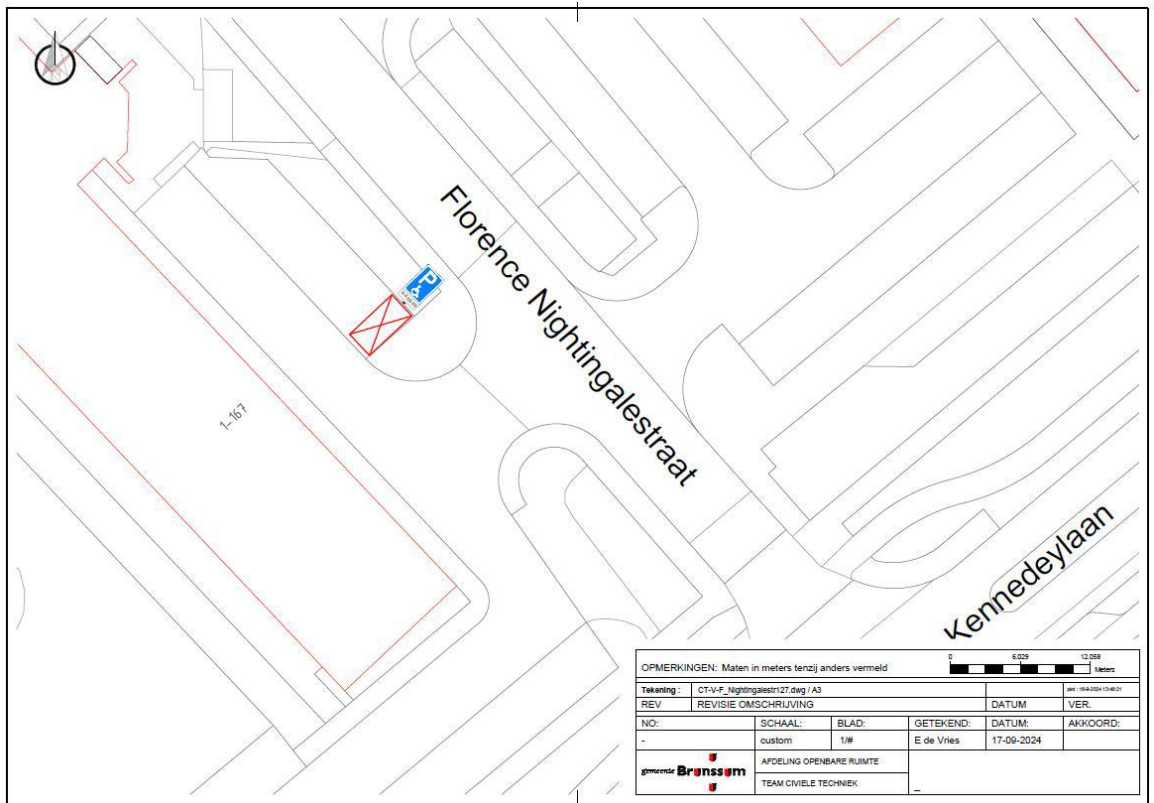 Florence Nightingalestraat
P
1-167
Kennedeylaan
OPMERKINGEN: Maten in meters tenzij anders vermeld
0 6.029 12.058
Meters
Tekening : CT-V-F_Nightingalestr127.dwg / A3
REV REVISIE OMSCHRIJVING DATUM VER.
NO: SCHAAL: BLAD: GETEKEND: DATUM: AKKOORD:
- custom 1/# E de Vries 17-09-2024
gemeente Brunssum
AFDELING OPENBARE RUIMTE
TEAM CIVIELE TECHNIEK